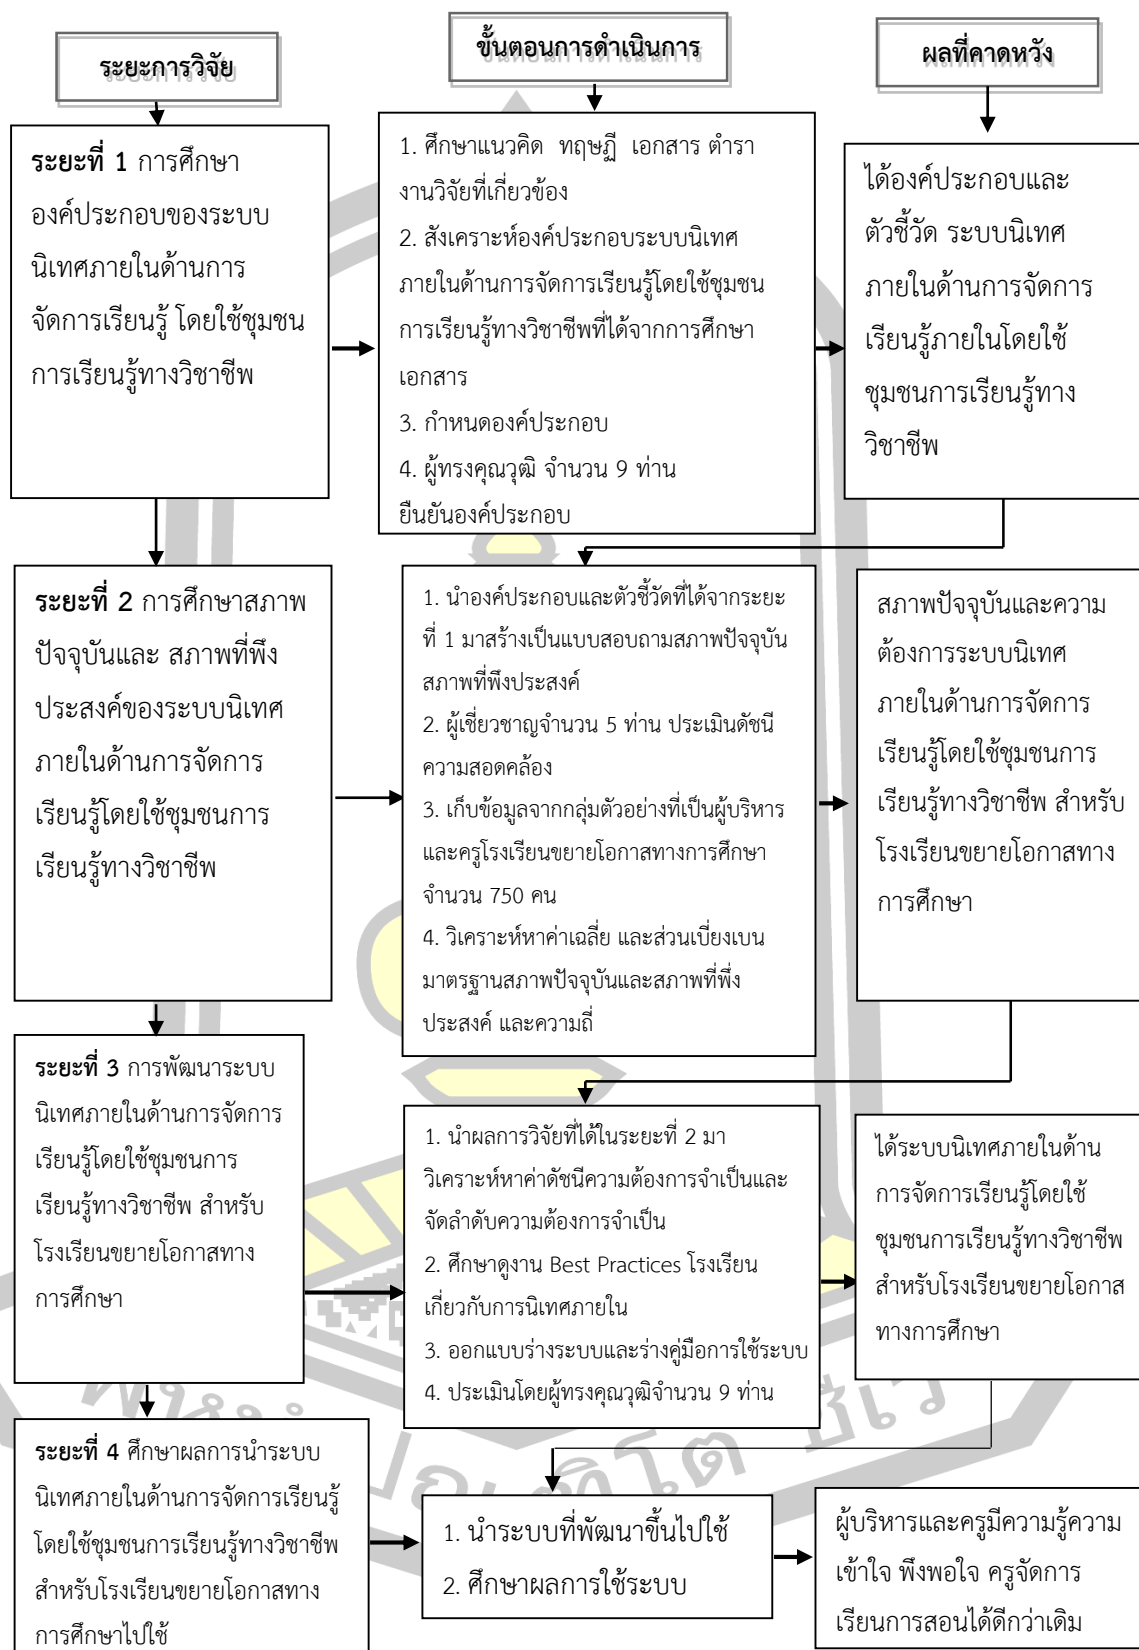 ระยะการวิจัย
ขั้นตอนการดำเนินการ
ผลที่คาดหวัง
ระยะที่ 1 การศึกษา
องค์ประกอบของระบบ
นิเทศภายในด้านการ
จัดการเรียนรู้ โดยใช้ชุมชน
การเรียนรู้ทางวิชาชีพ
1. ศึกษาแนวคิด ทฤษฏี เอกสาร ตำรา
งานวิจัยที่เกี่ยวข้อง
2. สังเคราะห์องค์ประกอบระบบนิเทศ
ภายในด้านการจัดการเรียนรู้โดยใช้ชุมชน
การเรียนรู้ทางวิชาชีพที่ได้จากการศึกษา
เอกสาร
3. กำหนดองค์ประกอบ
4. ผู้ทรงคุณวุฒิ จำนวน 9 ท่าน
ยืนยันองค์ประกอบ
ได้องค์ประกอบและ
ตัวชี้วัด ระบบนิเทศ
ภายในด้านการจัดการ
เรียนรู้ภายในโดยใช้
ชุมชนการเรียนรู้ทาง
วิชาชีพ
ระยะที่ 2 การศึกษาสภาพ
ปัจจุบันและ สภาพที่พึง
ประสงค์ของระบบนิเทศ
ภายในด้านการจัดการ
เรียนรู้โดยใช้ชุมชนการ
เรียนรู้ทางวิชาชีพ
1. นำองค์ประกอบและตัวชี้วัดที่ได้จากระยะ
ที่ 1 มาสร้างเป็นแบบสอบถามสภาพปัจจุบัน
สภาพที่พึงประสงค์
2. ผู้เชี่ยวชาญจำนวน 5 ท่าน ประเมินดัชนี
ความสอดคล้อง
3. เก็บข้อมูลจากกลุ่มตัวอย่างที่เป็นผู้บริหาร
และครูโรงเรียนขยายโอกาสทางการศึกษา
จำนวน 750 คน
4. วิเคราะห์หาค่าเฉลี่ย และส่วนเบี่ยงเบน
มาตรฐานสภาพปัจจุบันและสภาพที่พึ่ง
ประสงค์ และความถี่
สภาพปัจจุบันและความ
ต้องการระบบนิเทศ
ภายในด้านการจัดการ
เรียนรู้โดยใช้ชุมชนการ
เรียนรู้ทางวิชาชีพ สำหรับ
โรงเรียนขยายโอกาสทาง
การศึกษา
ระยะที่ 3 การพัฒนาระบบ
นิเทศภายในด้านการจัดการ
เรียนรู้โดยใช้ชุมชนการ
เรียนรู้ทางวิชาชีพ สำหรับ
โรงเรียนขยายโอกาสทาง
การศึกษา
1. นำผลการวิจัยที่ได้ในระยะที่ 2 มา
วิเคราะห์หาค่าดัชนีความต้องการจำเป็นและ
จัดลำดับความต้องการจำเป็น
2. ศึกษาดูงาน Best Practices โรงเรียน
เกี่ยวกับการนิเทศภายใน
3. ออกแบบร่างระบบและร่างคู่มือการใช้ระบบ
4. ประเมินโดยผู้ทรงคุณวุฒิจำนวน 9 ท่าน
ได้ระบบนิเทศภายในด้าน
การจัดการเรียนรู้โดยใช้
ชุมชนการเรียนรู้ทางวิชาชีพ
สำหรับโรงเรียนขยายโอกาส
ทางการศึกษา
ระยะที่ 4 ศึกษาผลการนำระบบ
นิเทศภายในด้านการจัดการเรียนรู้
โดยใช้ชุมชนการเรียนรู้ทางวิชาชีพ
สำหรับโรงเรียนขยายโอกาสทาง
การศึกษาไปใช้
1. นำระบบที่พัฒนาขึ้นไปใช้
2. ศึกษาผลการใช้ระบบ
ผู้บริหารและครูมีความรู้ความ
เข้าใจ พึงพอใจ ครูจัดการ
เรียนการสอนได้ดีกว่าเดิม